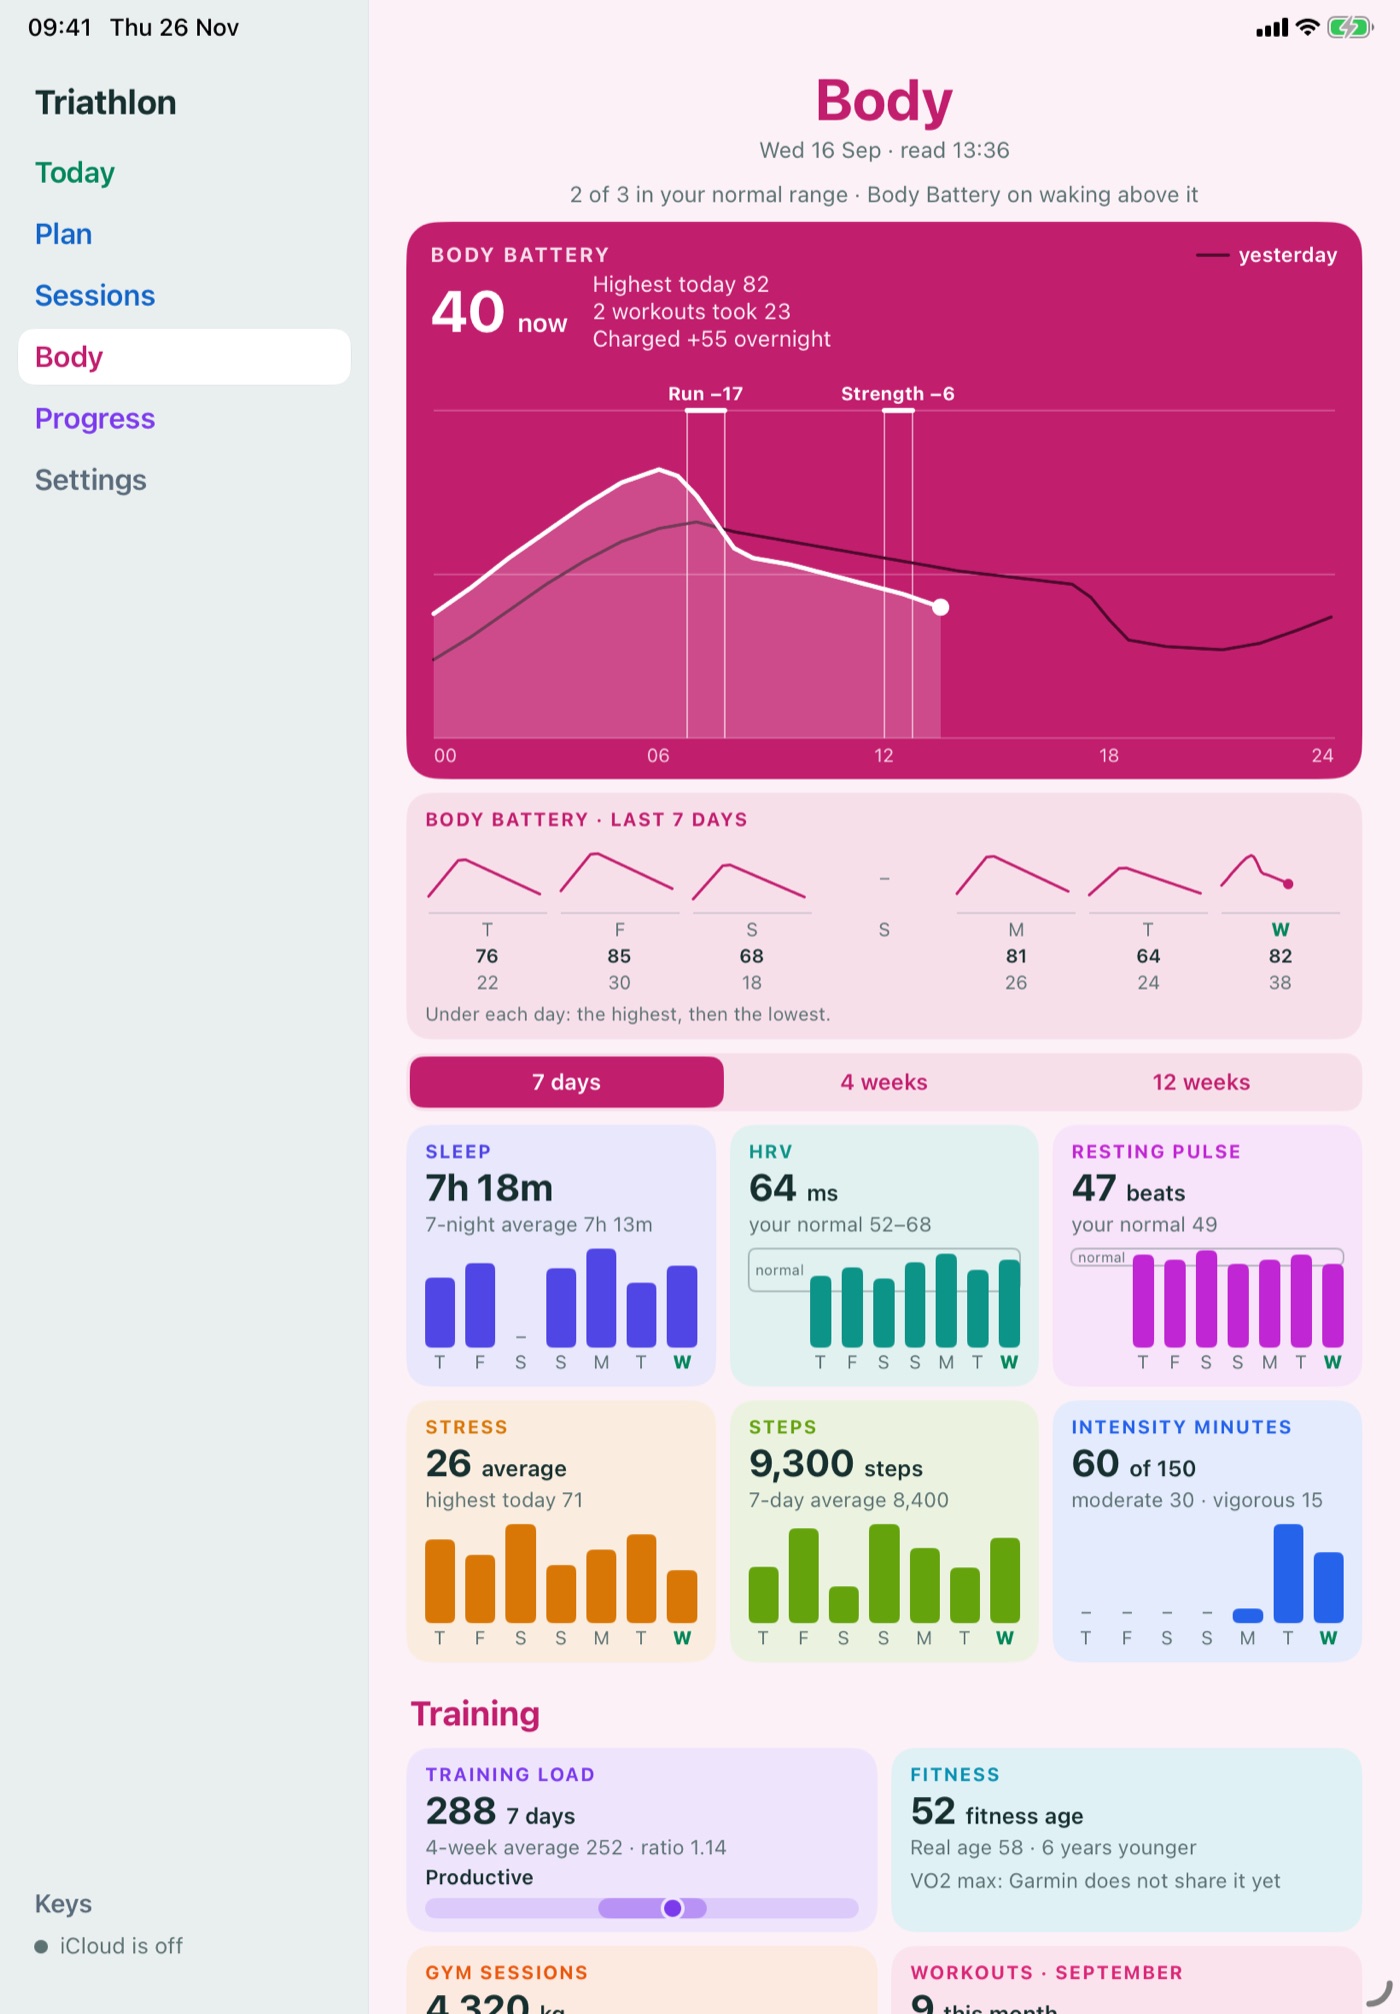 09:41 Thu 26 Nov
Triathlon
Today
Plan
Sessions
Body
Progress
Settings
Keys
iCloud is off
Body
Wed 16 Sep · read 13:36
2 of 3 in your normal range · Body Battery on waking above it
BODY BATTERY
yesterday
40 now
Highest today 82
2 workouts took 23
Charged +55 overnight
Run −17 Strength −6
00 06 12 18 24
BODY BATTERY · LAST 7 DAYS
–
T F S S M T W
76 85 68 81 64 82
22 30 18 26 24 38
Under each day: the highest, then the lowest.
7 days 4 weeks 12 weeks
SLEEP
7h 18m
7-night average 7h 13m
–
T F S S M T W
HRV
64 ms
your normal 52–68
normal
T F S S M T W
RESTING PULSE
47 beats
your normal 49
normal
T F S S M T W
STRESS
26 average
highest today 71
T F S S M T W
STEPS
9,300 steps
7-day average 8,400
T F S S M T W
INTENSITY MINUTES
60 of 150
moderate 30 · vigorous 15
– – – –
T F S S M T W
Training
TRAINING LOAD
288 7 days
4-week average 252 · ratio 1.14
Productive
FITNESS
52 fitness age
Real age 58 · 6 years younger
VO2 max: Garmin does not share it yet
GYM SESSIONS
4,320 kg
WORKOUTS · SEPTEMBER
9 this month